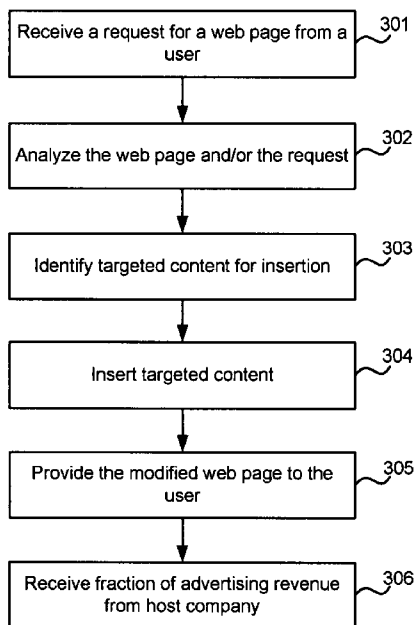 Receive a request for a web page from a
user
301
Analyze the web page and/or the request
302
Identify targeted content for insertion
303
Insert targeted content
304
Provide the modified web page to the
user
305
Receive fraction of advertising revenue
from host company
306